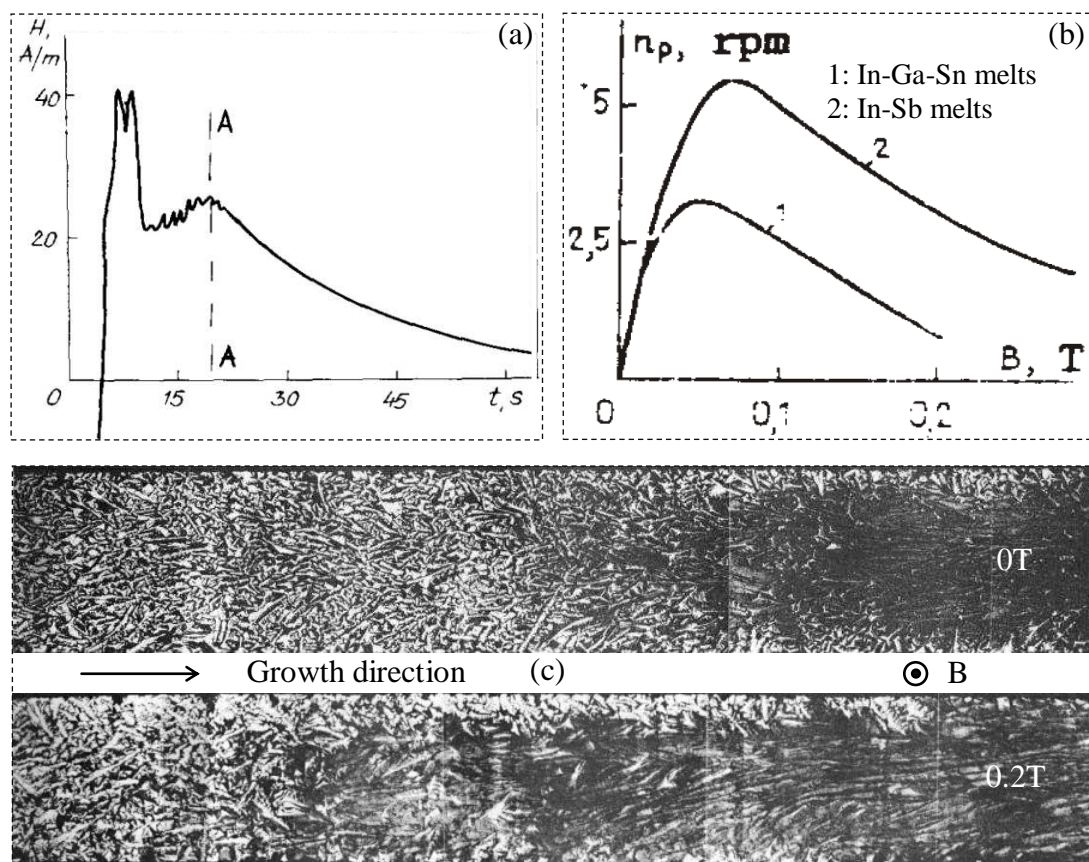 H,
A/m
(a)
40
A
20
A
0
15
30
45
t, s
n_p, rpm
(b)
1: In-Ga-Sn melts
2: In-Sb melts
5
2
2,5
1
B, T
0
0,1
0,2
0T
Growth direction
(c)
B
0.2T